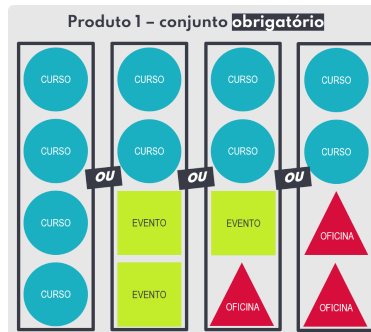 Produto 1 – conjunto obrigatório
CURSO CURSO CURSO CURSO
CURSO CURSO CURSO CURSO
OU OU OU
CURSO EVENTO EVENTO OFICINA
CURSO EVENTO OFICINA OFICINA